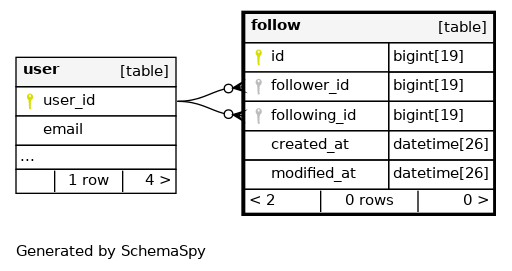 user [table]
user_id
email
...
1 row 4 >
follow [table]
id bigint[19]
follower_id bigint[19]
following_id bigint[19]
created_at datetime[26]
modified_at datetime[26]
< 2 0 rows 0 >
Generated by SchemaSpy